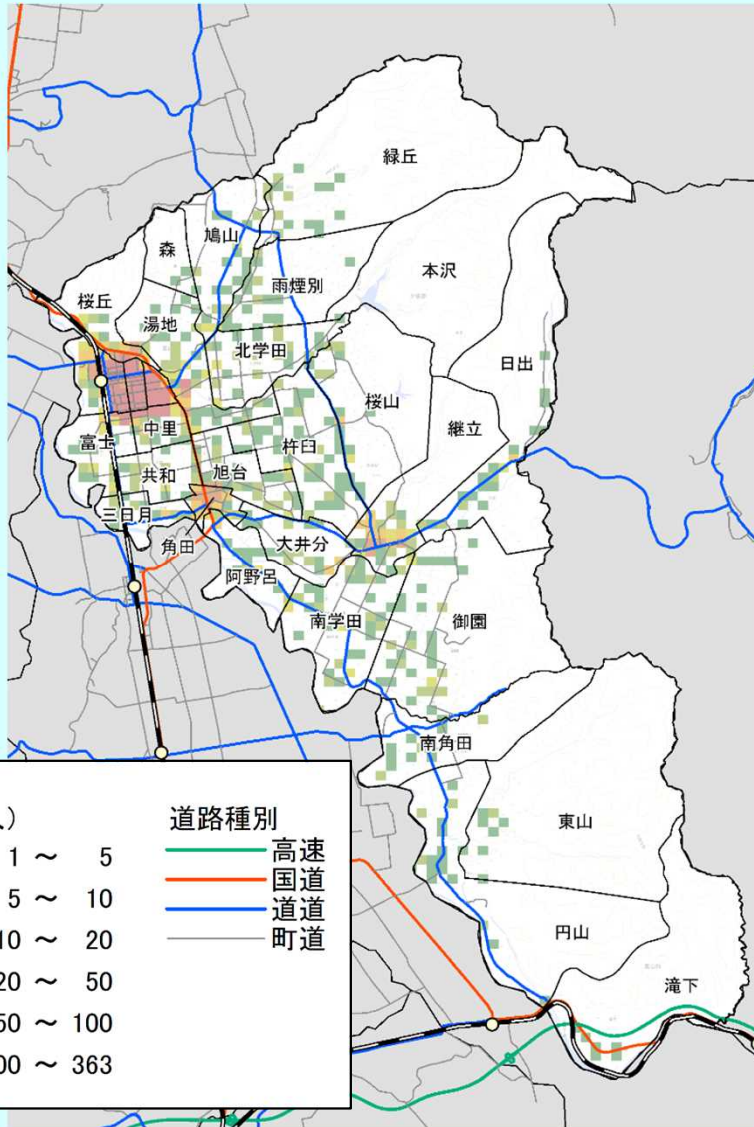 緑丘
鳩山
森
本沢
雨煙別
桜丘
湯地
北学田
日出
桜山
継立
中里
富士
杵臼
旭台
共和
三日月
大井分
角田
阿野呂
南学田
御園
南角田
東山
円山
滝下
)
1 ～ 5
5 ～ 10
10 ～ 20
20 ～ 50
50 ～ 100
00 ～ 363
道路種別
高速
国道
道道
町道